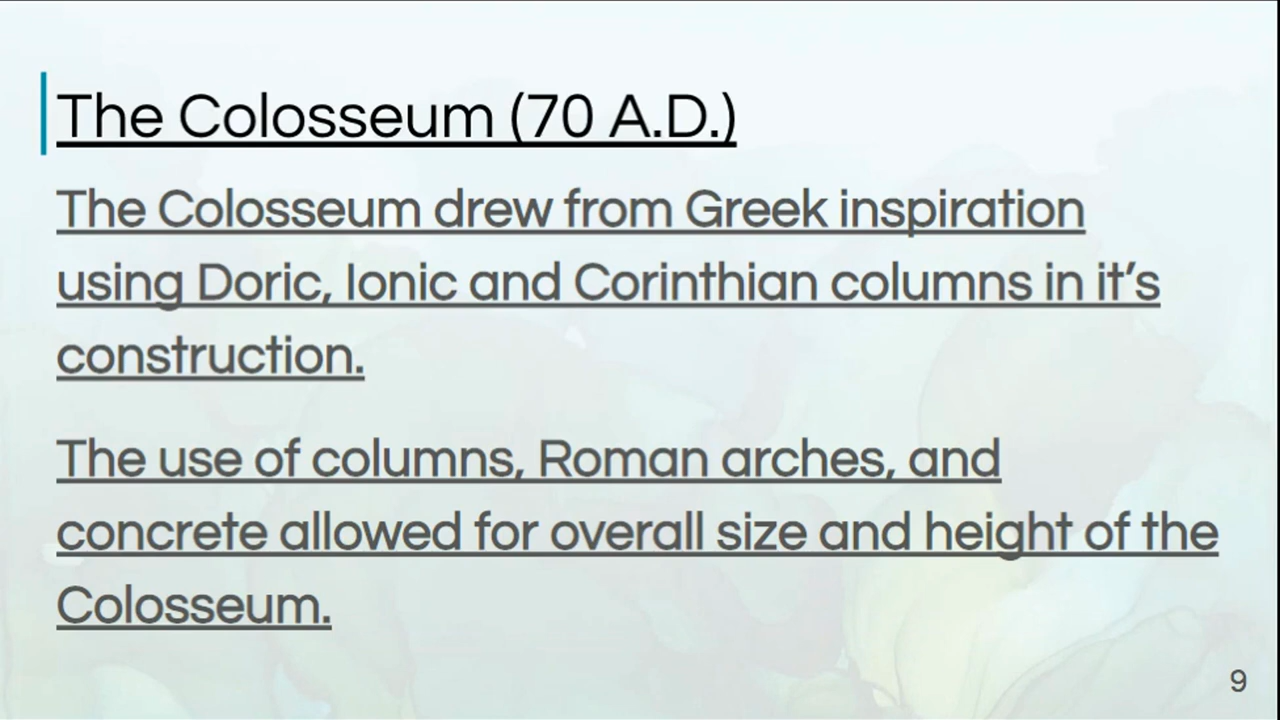 The Colosseum (70 A.D.)
The Colosseum drew from Greek inspiration
using Doric, Ionic and Corinthian columns in it’s
construction.
The use of columns, Roman arches, and
concrete allowed for overall size and height of the
Colosseum.
9